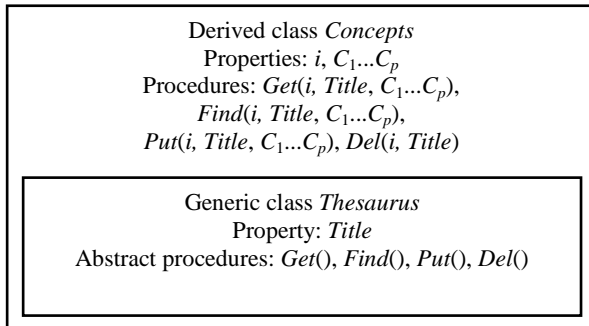 Derived class Concepts
Properties: i, C₁...Cₚ
Procedures: Get(i, Title, C₁...Cₚ),
Find(i, Title, C₁...Cₚ),
Put(i, Title, C₁...Cₚ), Del(i, Title)
Generic class Thesaurus
Property: Title
Abstract procedures: Get(), Find(), Put(), Del()